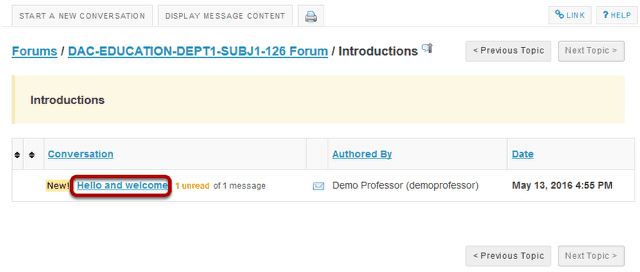 START A NEW CONVERSATION DISPLAY MESSAGE CONTENT LINK ? HELP
Forums / DAC-EDUCATION-DEPT1-SUBJ1-126 Forum / Introductions < Previous Topic Next Topic >
Introductions
Conversation Authored By Date
New! Hello and welcome 1 unread of 1 message Demo Professor (demoprofessor) May 13, 2016 4:55 PM
< Previous Topic Next Topic >